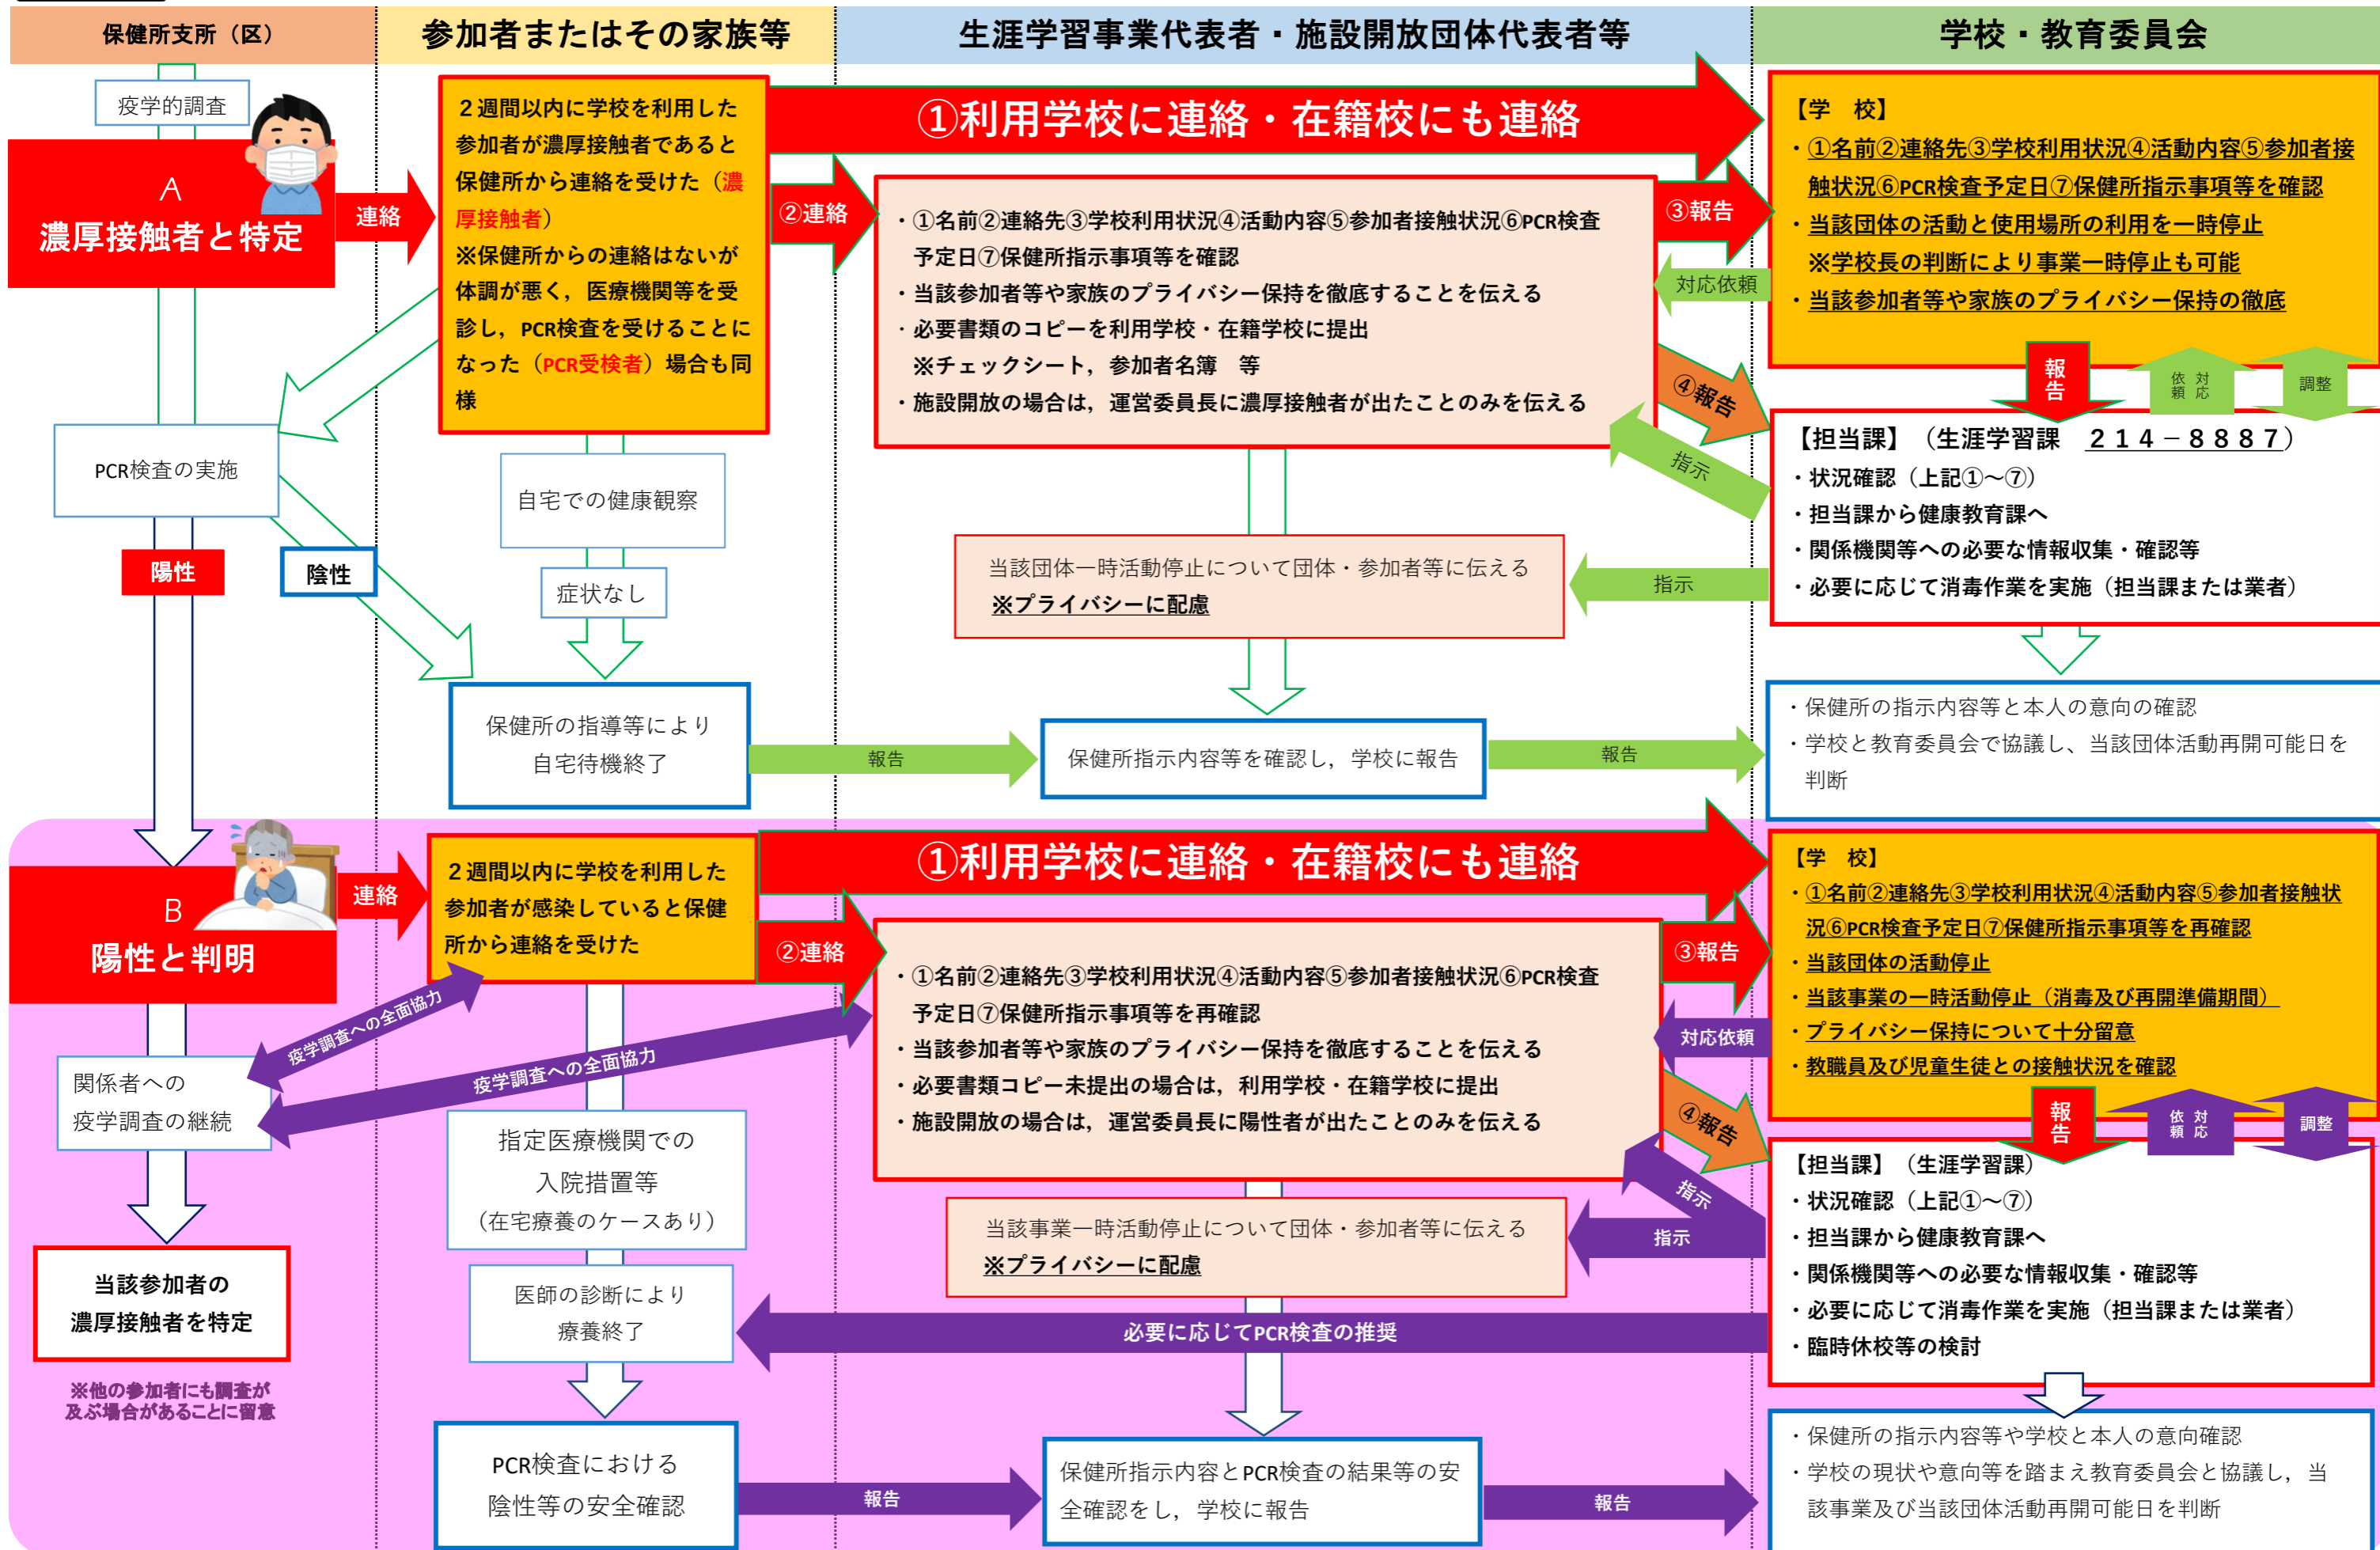 保健所支所（区）
参加者またはその家族等
生涯学習事業代表者・施設開放団体代表者等
学校・教育委員会
疫学的調査
A
濃厚接触者と特定
連絡
２週間以内に学校を利用した
参加者が濃厚接触者であると
保健所から連絡を受けた（濃
厚接触者）
※保健所からの連絡はないが
体調が悪く，医療機関等を受
診し，PCR検査を受けることに
なった（PCR受検者）場合も同
様
①利用学校に連絡・在籍校にも連絡
②連絡
・①名前②連絡先③学校利用状況④活動内容⑤参加者接触状況⑥PCR検査
予定日⑦保健所指示事項等を確認
・当該参加者等や家族のプライバシー保持を徹底することを伝える
・必要書類のコピーを利用学校・在籍学校に提出
※チェックシート，参加者名簿　等
・施設開放の場合は，運営委員長に濃厚接触者が出たことのみを伝える
③報告
対応依頼
④報告
指示
【学　校】
・①名前②連絡先③学校利用状況④活動内容⑤参加者接
触状況⑥PCR検査予定日⑦保健所指示事項等を確認
・当該団体の活動と使用場所の利用を一時停止
※学校長の判断により事業一時停止も可能
・当該参加者等や家族のプライバシー保持の徹底
報告
対応
依頼
調整
【担当課】（生涯学習課　２１４－８８８７）
・状況確認（上記①～⑦）
・担当課から健康教育課へ
・関係機関等への必要な情報収集・確認等
・必要に応じて消毒作業を実施（担当課または業者）
PCR検査の実施
陽性
陰性
自宅での健康観察
症状なし
当該団体一時活動停止について団体・参加者等に伝える
※プライバシーに配慮
指示
保健所の指導等により
自宅待機終了
報告
保健所指示内容等を確認し，学校に報告
報告
・保健所の指示内容等と本人の意向の確認
・学校と教育委員会で協議し、当該団体活動再開可能日を
判断
B
陽性と判明
連絡
２週間以内に学校を利用した
参加者が感染していると保健
所から連絡を受けた
①利用学校に連絡・在籍校にも連絡
②連絡
・①名前②連絡先③学校利用状況④活動内容⑤参加者接触状況⑥PCR検査
予定日⑦保健所指示事項等を再確認
・当該参加者等や家族のプライバシー保持を徹底することを伝える
・必要書類コピー未提出の場合は，利用学校・在籍学校に提出
・施設開放の場合は，運営委員長に陽性者が出たことのみを伝える
③報告
対応依頼
④報告
指示
【学　校】
・①名前②連絡先③学校利用状況④活動内容⑤参加者接触状
況⑥PCR検査予定日⑦保健所指示事項等を再確認
・当該団体の活動停止
・当該事業の一時活動停止（消毒及び再開準備期間）
・プライバシー保持について十分留意
・教職員及び児童生徒との接触状況を確認
報告
対応
依頼
調整
【担当課】（生涯学習課）
・状況確認（上記①～⑦）
・担当課から健康教育課へ
・関係機関等への必要な情報収集・確認等
・必要に応じて消毒作業を実施（担当課または業者）
・臨時休校等の検討
疫学調査への全面協力
疫学調査への全面協力
関係者への
疫学調査の継続
当該参加者の
濃厚接触者を特定
※他の参加者にも調査が
及ぶ場合があることに留意
指定医療機関での
入院措置等
（在宅療養のケースあり）
医師の診断により
療養終了
当該事業一時活動停止について団体・参加者等に伝える
※プライバシーに配慮
指示
必要に応じてPCR検査の推奨
PCR検査における
陰性等の安全確認
報告
保健所指示内容とPCR検査の結果等の安
全確認をし，学校に報告
報告
・保健所の指示内容等や学校と本人の意向確認
・学校の現状や意向等を踏まえ教育委員会と協議し，当
該事業及び当該団体活動再開可能日を判断